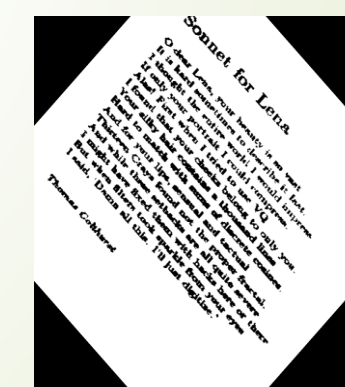 Sonnet for Lena
O dear Lena, your beauty is so vast
It is hard sometimes to describe it fast.
I thought the entire world I would impress
If only your portrait I could compress.
Alas! First when I tried to use VQ
I found that your cheeks belong to only you.
Your silky hair contains a thousand lines
Hard to match with sums of discrete cosines.
And for your lips, sensual and tactual
Thirteen Crays found not the proper fractal.
And while these setbacks are all quite severe
I might have fixed them with hacks here or there
But when filters took sparkle from your eyes
I said, 'Damn all this. I'll just digitize.'
Thomas Colthurst